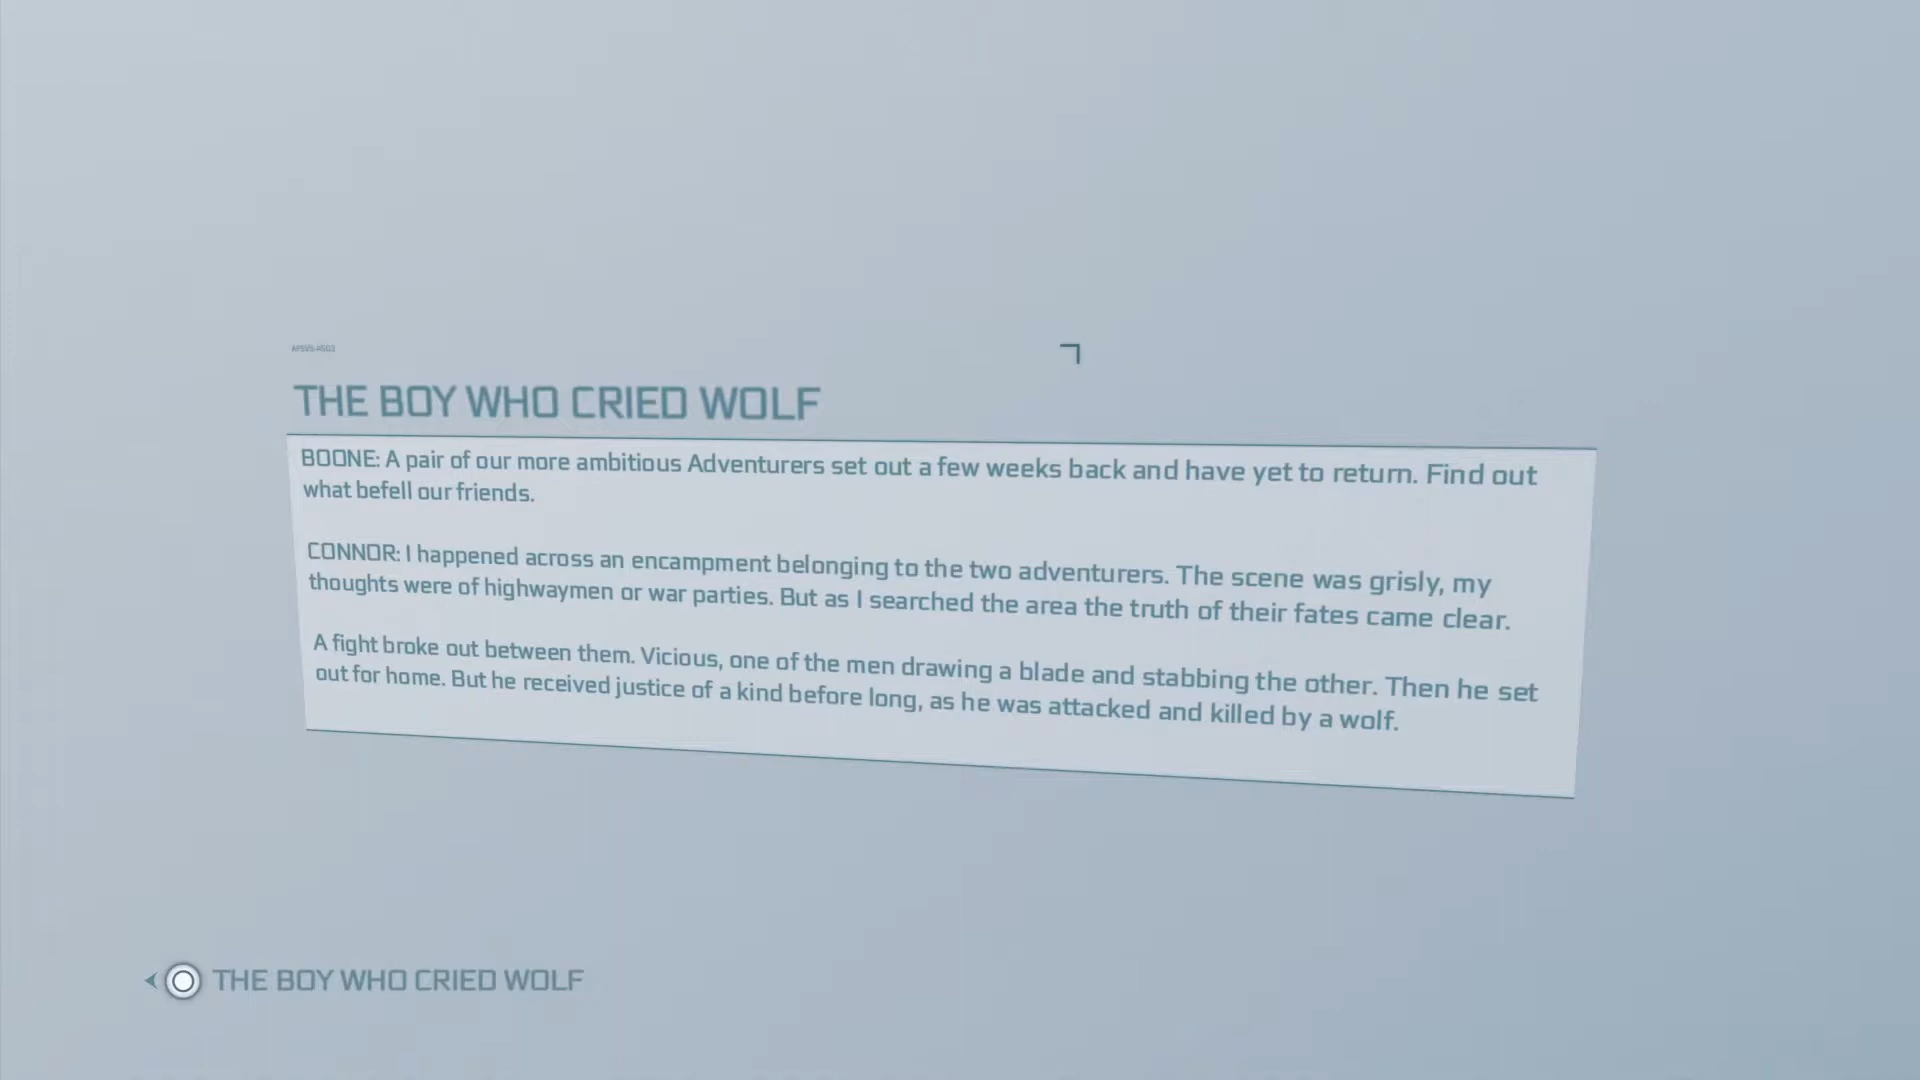 THE BOY WHO CRIED WOLF
BOONE: A pair of our more ambitious Adventurers set out a few weeks back and have yet to return. Find out
what befell our friends.
CONNOR: I happened across an encampment belonging to the two adventurers. The scene was grisly, my
thoughts were of highwaymen or war parties. But as I searched the area the truth of their fates came clear.
A fight broke out between them. Vicious, one of the men drawing a blade and stabbing the other. Then he set
out for home. But he received justice of a kind before long, as he was attacked and killed by a wolf.
THE BOY WHO CRIED WOLF